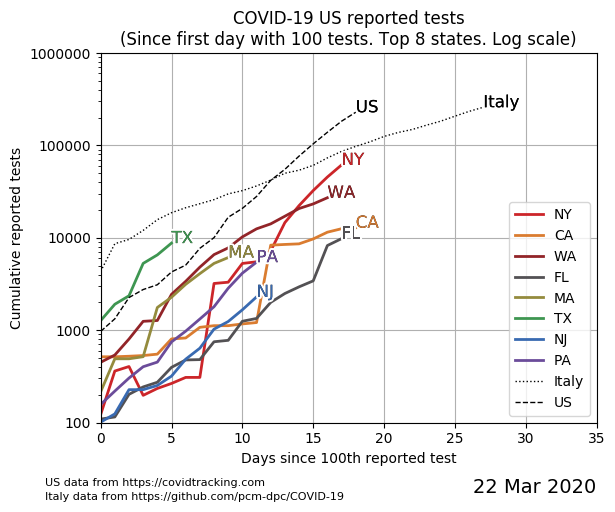 COVID-19 US reported tests
(Since first day with 100 tests. Top 8 states. Log scale)
1000000
100000
10000
1000
100
Cumulative reported tests
US
Italy
NY
WA
CA
FL
TX
MA
PA
NJ
NY
CA
WA
FL
MA
TX
NJ
PA
Italy
US
0 5 10 15 20 25 30 35
Days since 100th reported test
US data from https://covidtracking.com
Italy data from https://github.com/pcm-dpc/COVID-19
22 Mar 2020